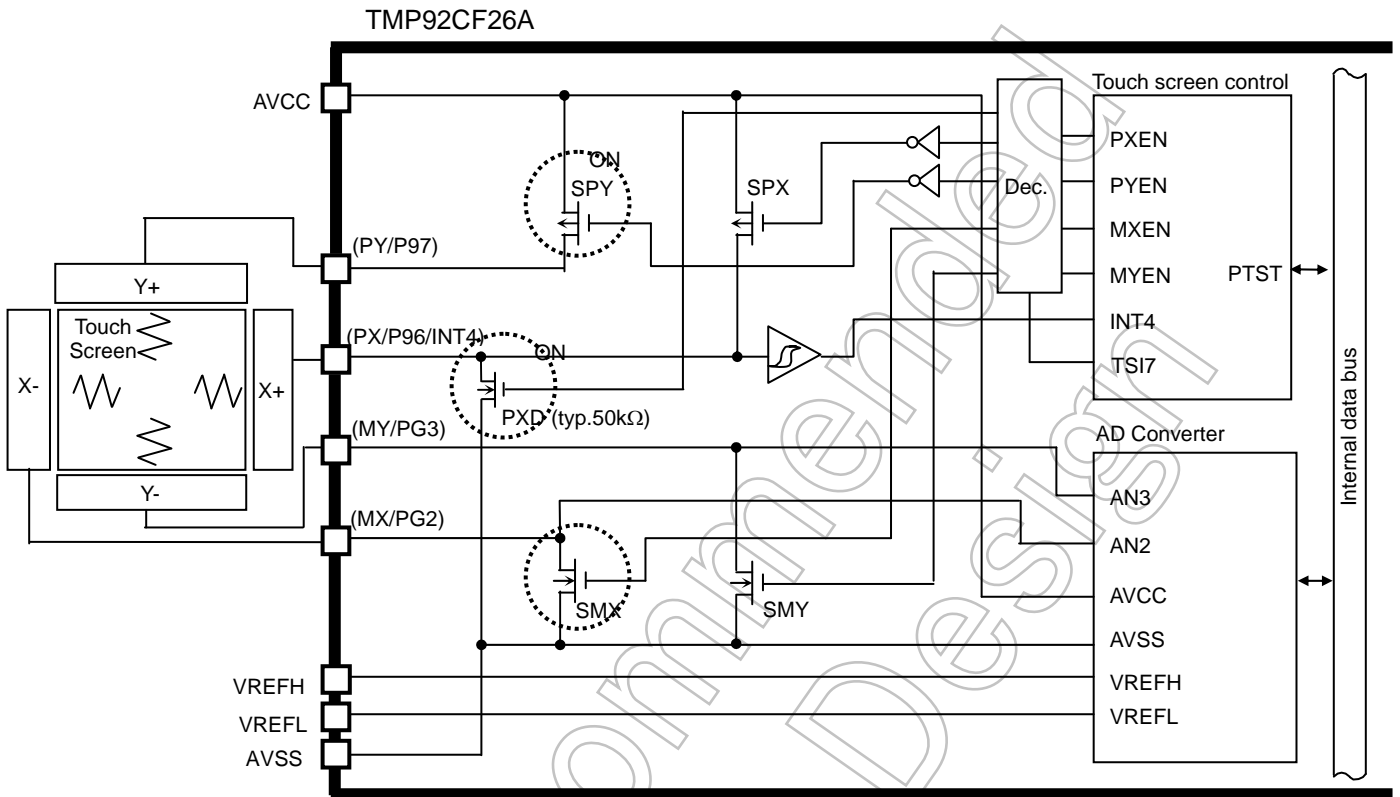 TMP92CF26A
Touch screen control
AVCC
ON
SPY
SPX
Dec.
PXEN
PYEN
MXEN
MYEN
PTST
INT4
TSI7
(PY/P97)
Y+
Touch
Screen
X-
X+
Y-
(PX/P96/INT4)
ON
PXD (typ.50kΩ)
(MY/PG3)
(MX/PG2)
SMX
SMY
AD Converter
AN3
AN2
AVCC
AVSS
VREFH
VREFL
Internal data bus
VREFH
VREFL
AVSS
ommended
Design